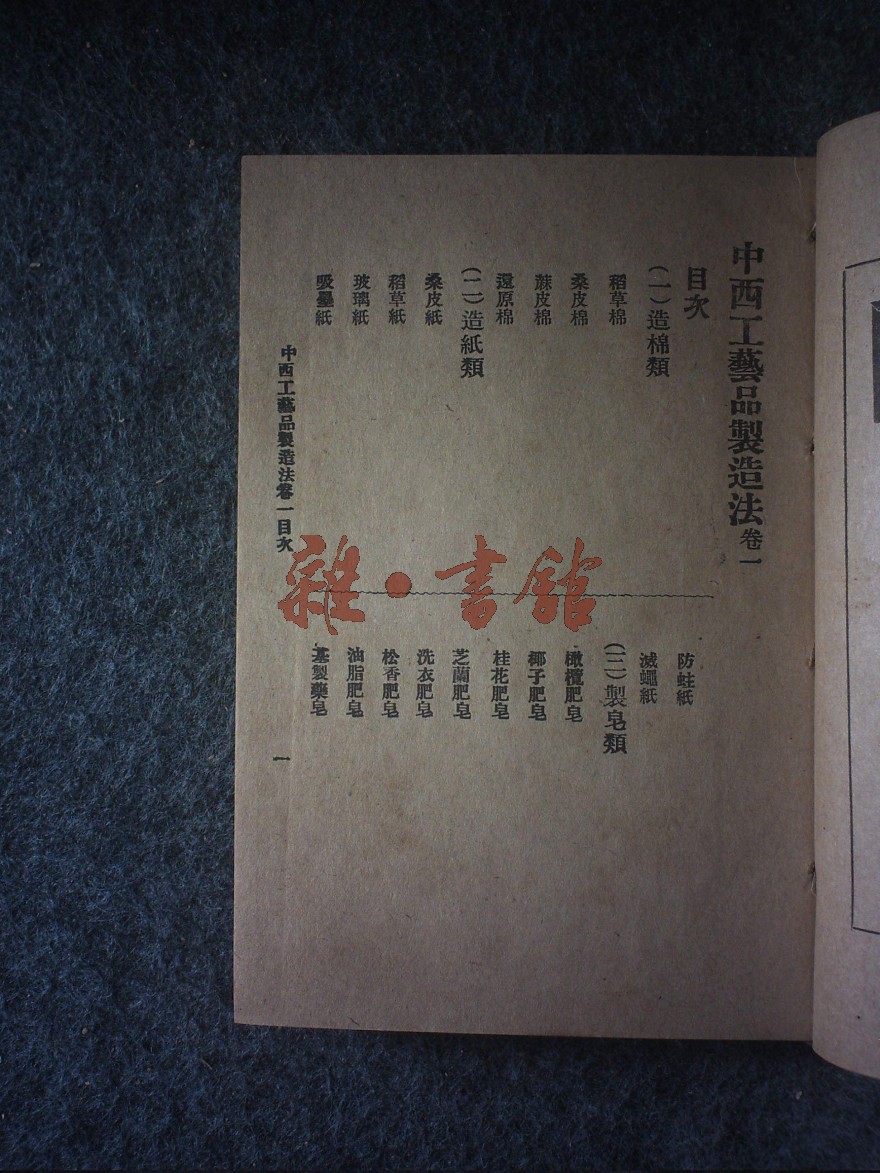 中西工藝品製造法卷一
目次
(一)造棉類
稻草棉
桑皮棉
蔴皮棉
還原棉
(二)造紙類
桑皮紙
稻草紙
玻璃紙
吸墨紙
防蛀紙
滅蠅紙
(三)製皂類
橄欖肥皂
椰子肥皂
桂花肥皂
芝蘭肥皂
洗衣肥皂
松香肥皂
油脂肥皂
基製藥皂
中西工藝品製造法卷一目次
一
雜·書館